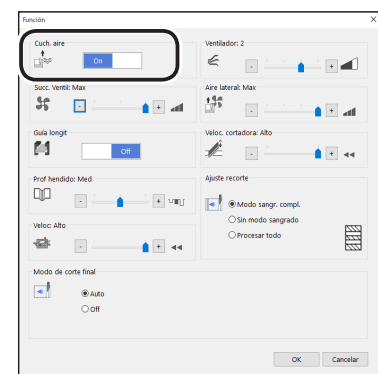 Función
Cuch. aire
On
Ventilador: 2
- +
Succ. Ventil: Max
- +
Aire lateral: Max
- +
Guía longit
Off
Veloc. cortadora: Alto
- +
Prof hendido: Med
- +
Ajuste recorte
Modo sangr. compl.
Sin modo sangrado
Procesar todo
Veloc: Alto
- +
Modo de corte final
Auto
Off
OK Cancelar